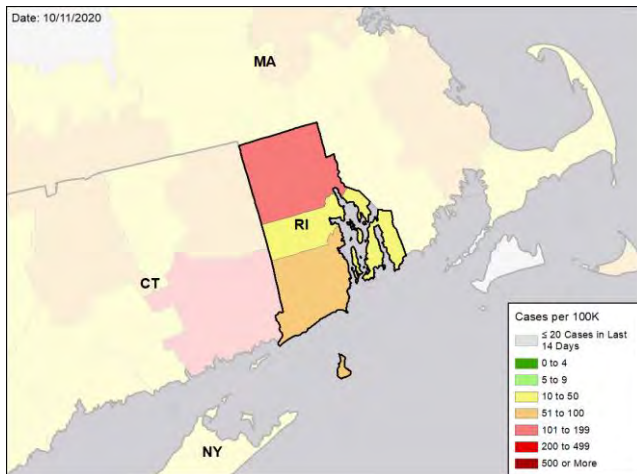 Date: 10/11/2020
MA
RI
CT
NY
Cases per 100K
≤ 20 Cases in Last
14 Days
0 to 4
5 to 9
10 to 50
51 to 100
101 to 199
200 to 499
500 or More